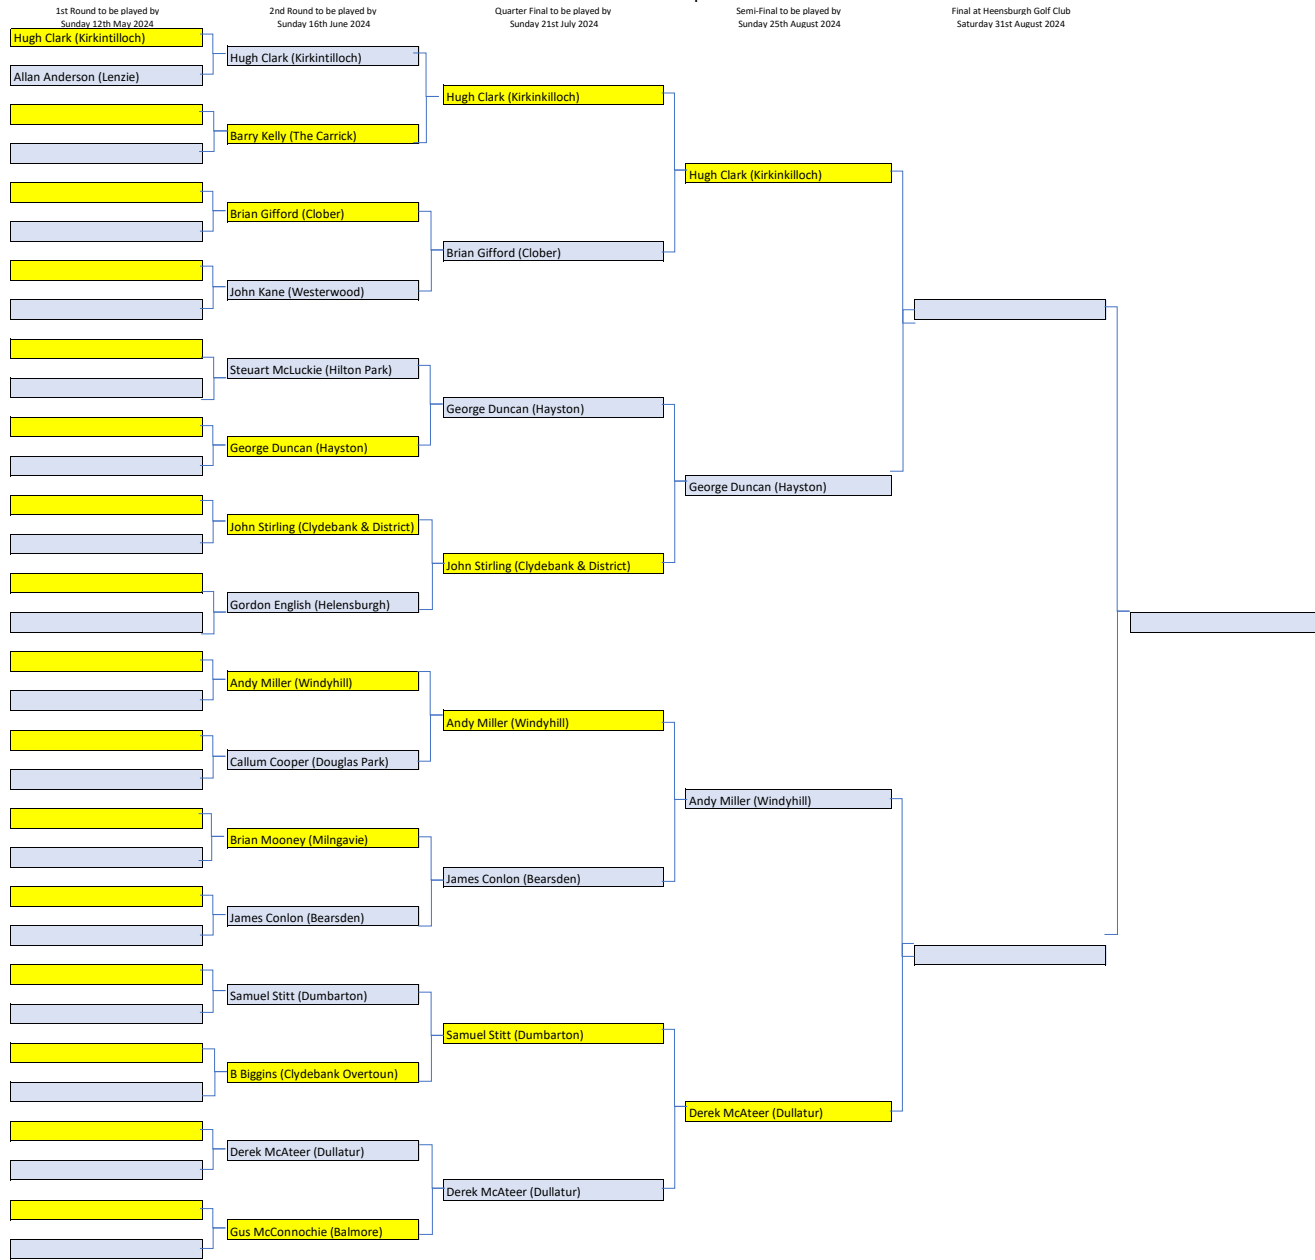 1st Round to be played by
Sunday 12th May 2024
2nd Round to be played by
Sunday 16th June 2024
Quarter Final to be played by
Sunday 21st July 2024
Semi-Final to be played by
Sunday 25th August 2024
Final at Heensburgh Golf Club
Saturday 31st August 2024
Hugh Clark (Kirkintilloch)
Allan Anderson (Lenzie)
Hugh Clark (Kirkintilloch)
Barry Kelly (The Carrick)
Brian Gifford (Clober)
John Kane (Westerwood)
Steuart McLuckie (Hilton Park)
George Duncan (Hayston)
John Stirling (Clydebank & District)
Gordon English (Helensburgh)
Andy Miller (Windyhill)
Callum Cooper (Douglas Park)
Brian Mooney (Milngavie)
James Conlon (Bearsden)
Samuel Stitt (Dumbarton)
B Biggins (Clydebank Overtoun)
Derek McAteer (Dullatur)
Gus McConnochie (Balmore)
Hugh Clark (Kirkinkilloch)
Brian Gifford (Clober)
George Duncan (Hayston)
John Stirling (Clydebank & District)
Andy Miller (Windyhill)
James Conlon (Bearsden)
Samuel Stitt (Dumbarton)
Derek McAteer (Dullatur)
Hugh Clark (Kirkinkilloch)
George Duncan (Hayston)
Andy Miller (Windyhill)
Derek McAteer (Dullatur)